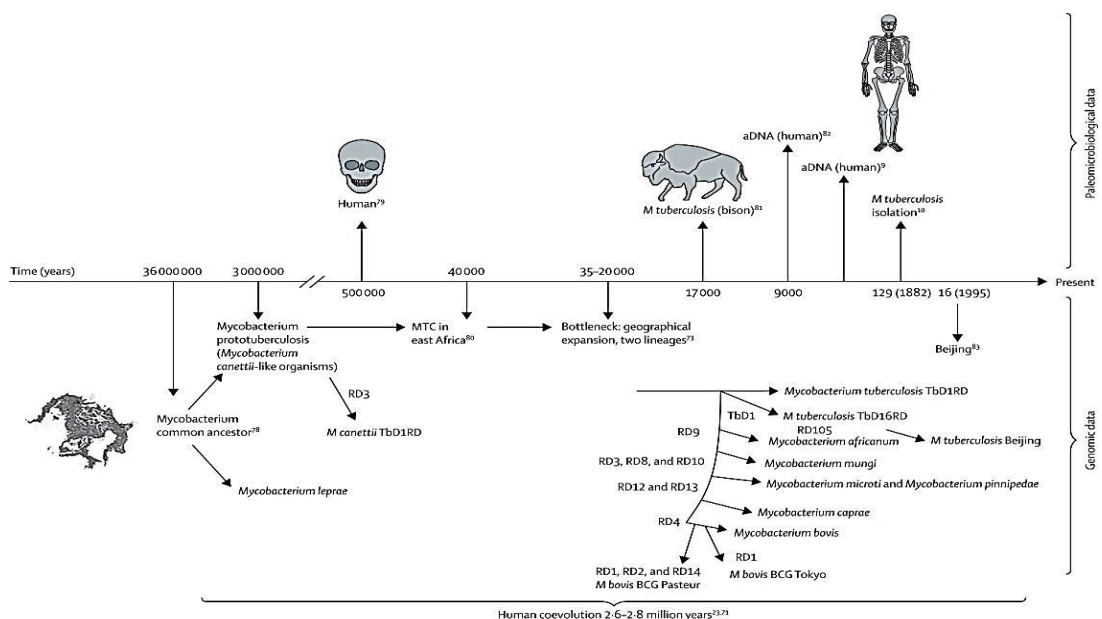 aDNA (human)82
aDNA (human)9
Human79
M tuberculosis (bison)81
M tuberculosis
isolation10
Paleomicrobiological data
Time (years)
36 000 000
3 000 000
500 000
40 000
35–20 000
17 000
9000
129 (1882)
16 (1995)
Present
Mycobacterium
prototuberculosis
(Mycobacterium
canettii-like organisms)
MTC in
east Africa80
Bottleneck: geographical
expansion, two lineages73
Beijing83
RD3
Mycobacterium
common ancestor78
M canettii TbD1RD
Mycobacterium leprae
Mycobacterium tuberculosis TbD1RD
TbD1
M tuberculosis TbD16RD
RD105
RD9
Mycobacterium africanum
M tuberculosis Beijing
RD3, RD8, and RD10
Mycobacterium mungi
RD12 and RD13
Mycobacterium microti and Mycobacterium pinnipedae
Mycobacterium caprae
RD4
Mycobacterium bovis
RD1
RD1, RD2, and RD14
M bovis BCG Pasteur
M bovis BCG Tokyo
Genomic data
Human coevolution 2·6–2·8 million years23,71